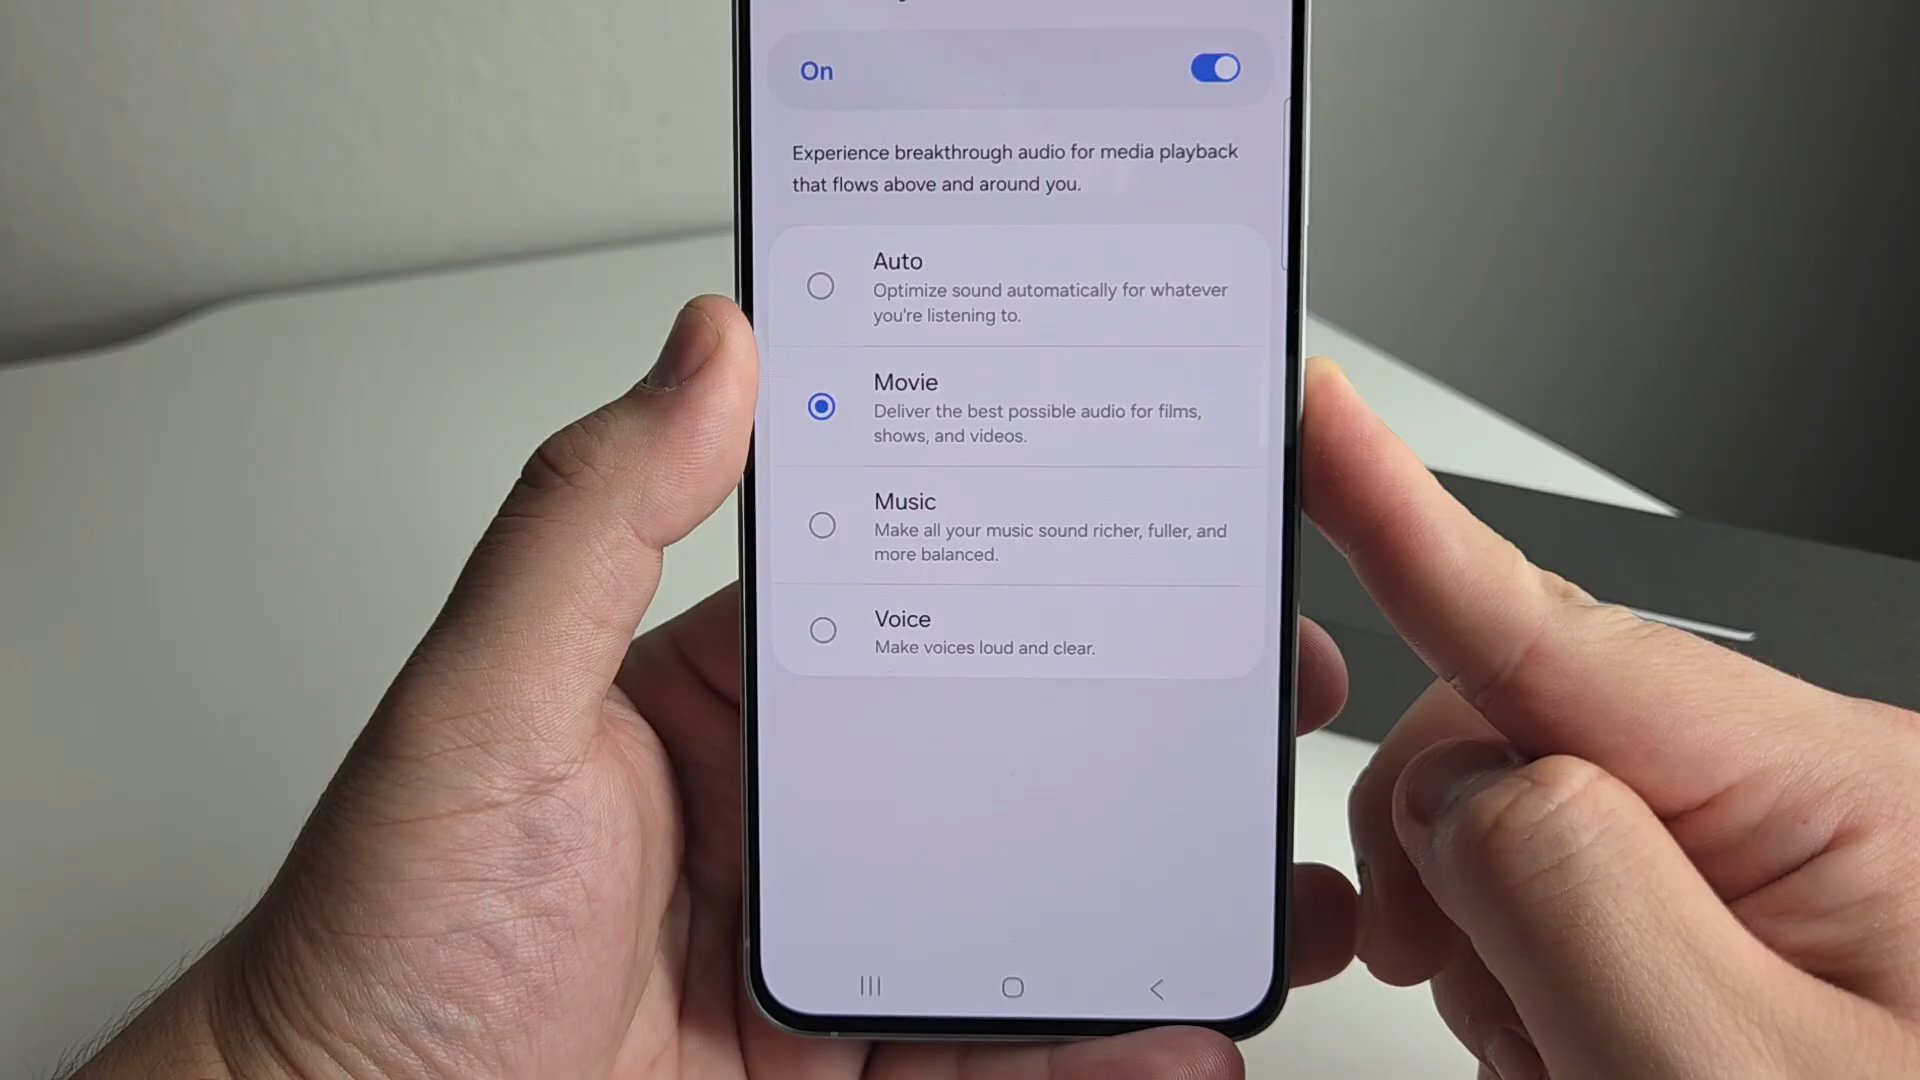 On
Experience breakthrough audio for media playback
that flows above and around you.
Auto
Optimize sound automatically for whatever
you're listening to.
Movie
Deliver the best possible audio for films,
shows, and videos.
Music
Make all your music sound richer, fuller, and
more balanced.
Voice
Make voices loud and clear.